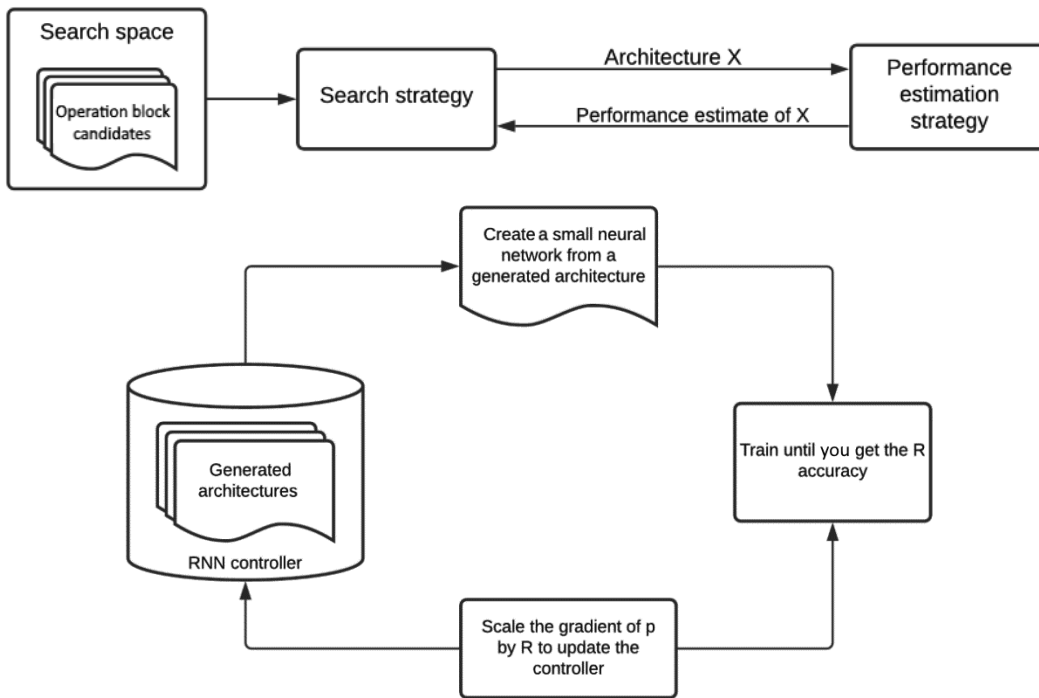 Search space
Operation block
candidates
Search strategy
Architecture X
Performance estimate of X
Performance
estimation
strategy
Create a small neural
network from a
generated architecture
Generated
architectures
RNN controller
Train until you get the R
accuracy
Scale the gradient of p
by R to update the
controller